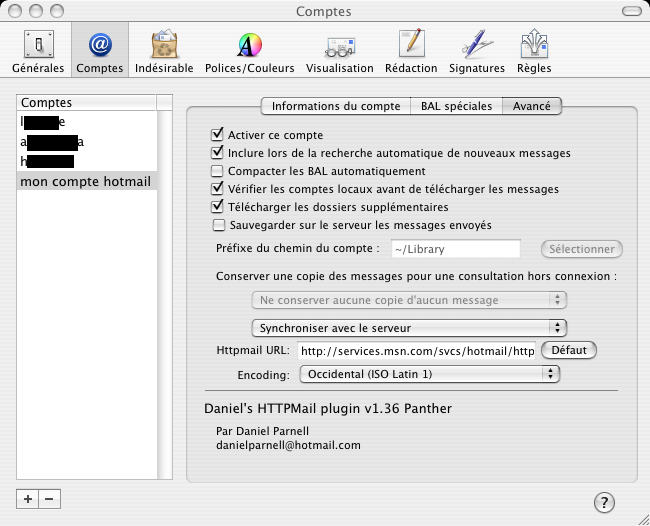 Comptes
Générales Comptes Indésirable Polices/Couleurs Visualisation Rédaction Signatures Règles
Comptes
l e
a a
h
mon compte hotmail
Informations du compte BAL spéciales Avancé
Activer ce compte
Inclure lors de la recherche automatique de nouveaux messages
Compacter les BAL automatiquement
Vérifier les comptes locaux avant de télécharger les messages
Télécharger les dossiers supplémentaires
Sauvegarder sur le serveur les messages envoyés
Préfixe du chemin du compte : ~/Library Sélectionner
Conserver une copie des messages pour une consultation hors connexion :
Ne conserver aucune copie d'aucun message
Synchroniser avec le serveur
Httpmail URL: http://services.msn.com/svcs/hotmail/http Défaut
Encoding: Occidental (ISO Latin 1)
Daniel's HTTPMail plugin v1.36 Panther
Par Daniel Parnell
danielparnell@hotmail.com
+ − ?